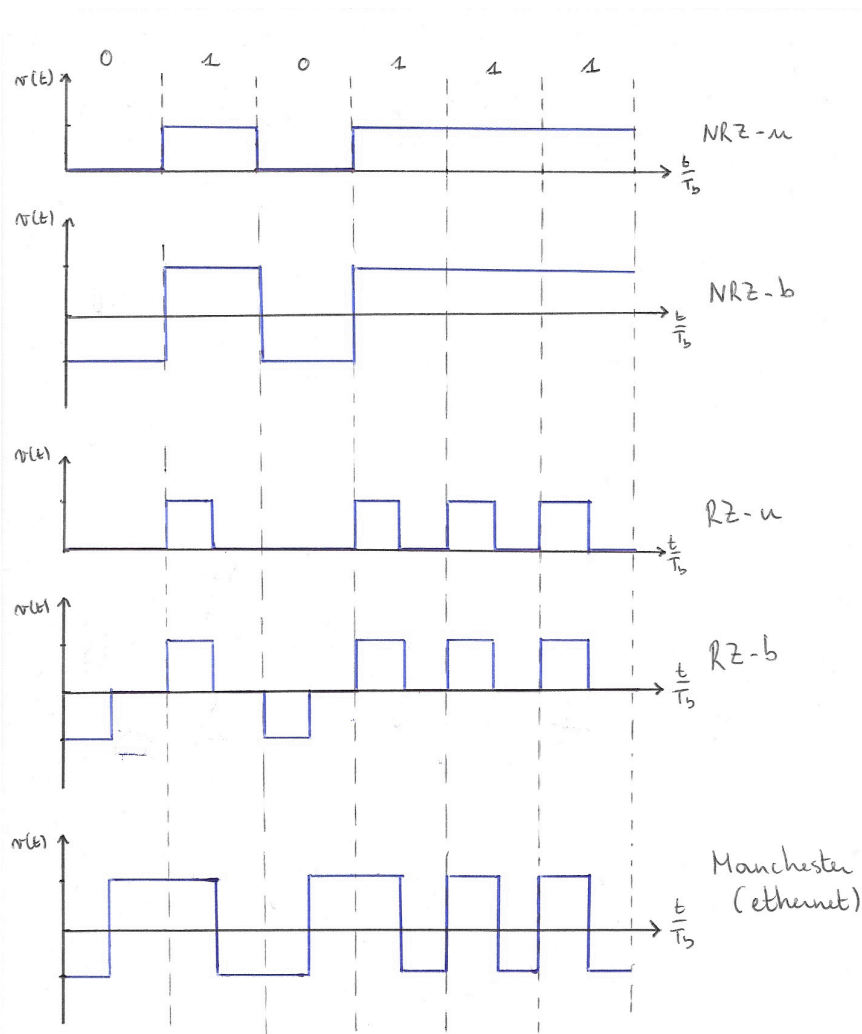 0 1 0 1 1 1
v(t)
NRZ-u
t/Tb
v(t)
NRZ-b
t/Tb
v(t)
RZ-u
t/Tb
v(t)
RZ-b
t/Tb
v(t)
Manchester
(ethernet)
t/Tb